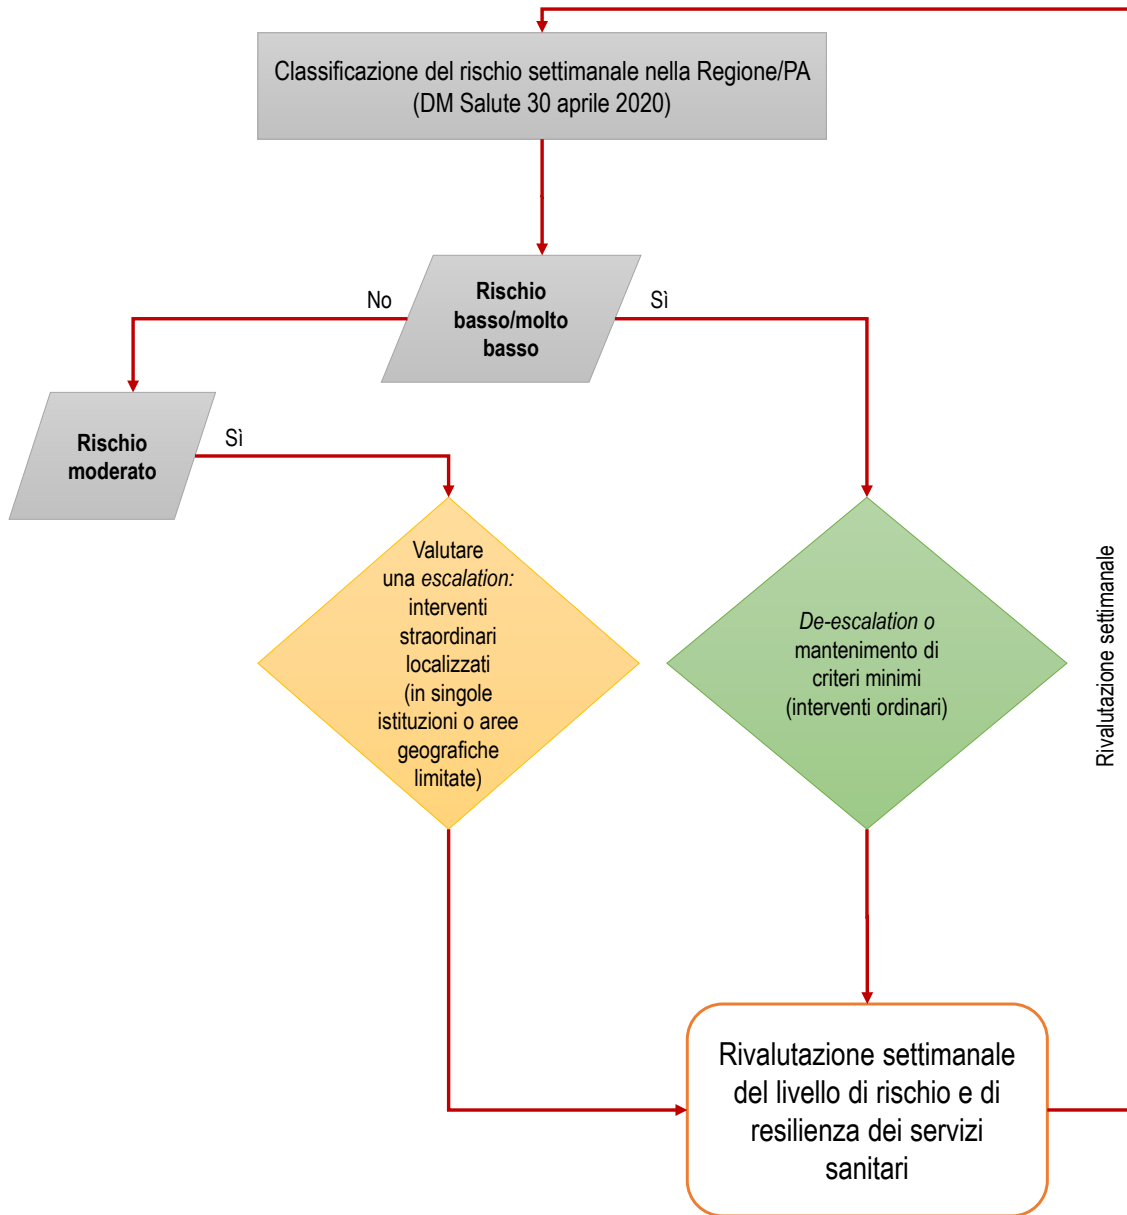 Classificazione del rischio settimanale nella Regione/PA
(DM Salute 30 aprile 2020)
No
Rischio
basso/molto
basso
Sì
Rischio
moderato
Sì
Valutare
una escalation:
interventi
straordinari
localizzati
(in singole
istituzioni o aree
geografiche
limitate)
De-escalation o
mantenimento di
criteri minimi
(interventi ordinari)
Rivalutazione settimanale
Rivalutazione settimanale
del livello di rischio e di
resilienza dei servizi
sanitari